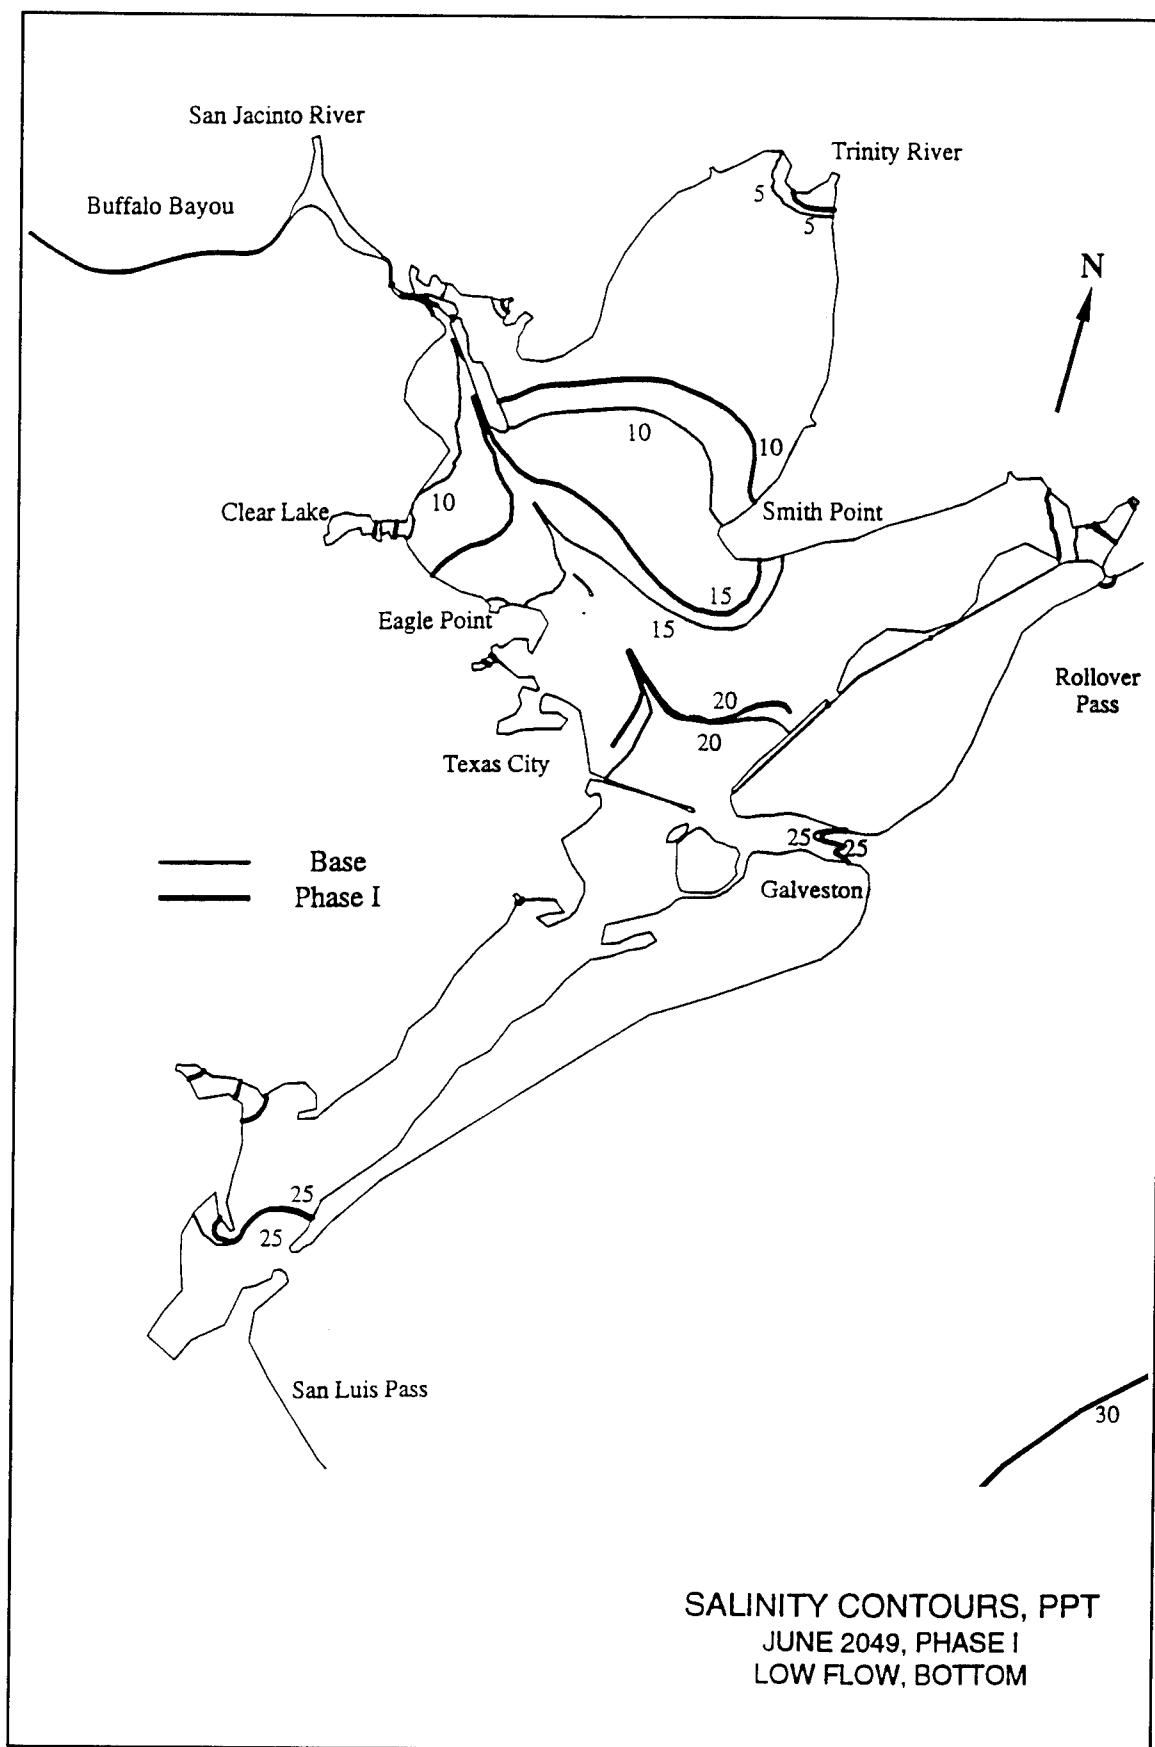 San Jacinto River
Trinity River
Buffalo Bayou
5
5
N
10
10
10
Clear Lake
Smith Point
15
Eagle Point
15
Rollover
Pass
20
20
Texas City
25
25
Base
Phase I
Galveston
25
25
San Luis Pass
30
SALINITY CONTOURS, PPT
JUNE 2049, PHASE I
LOW FLOW, BOTTOM